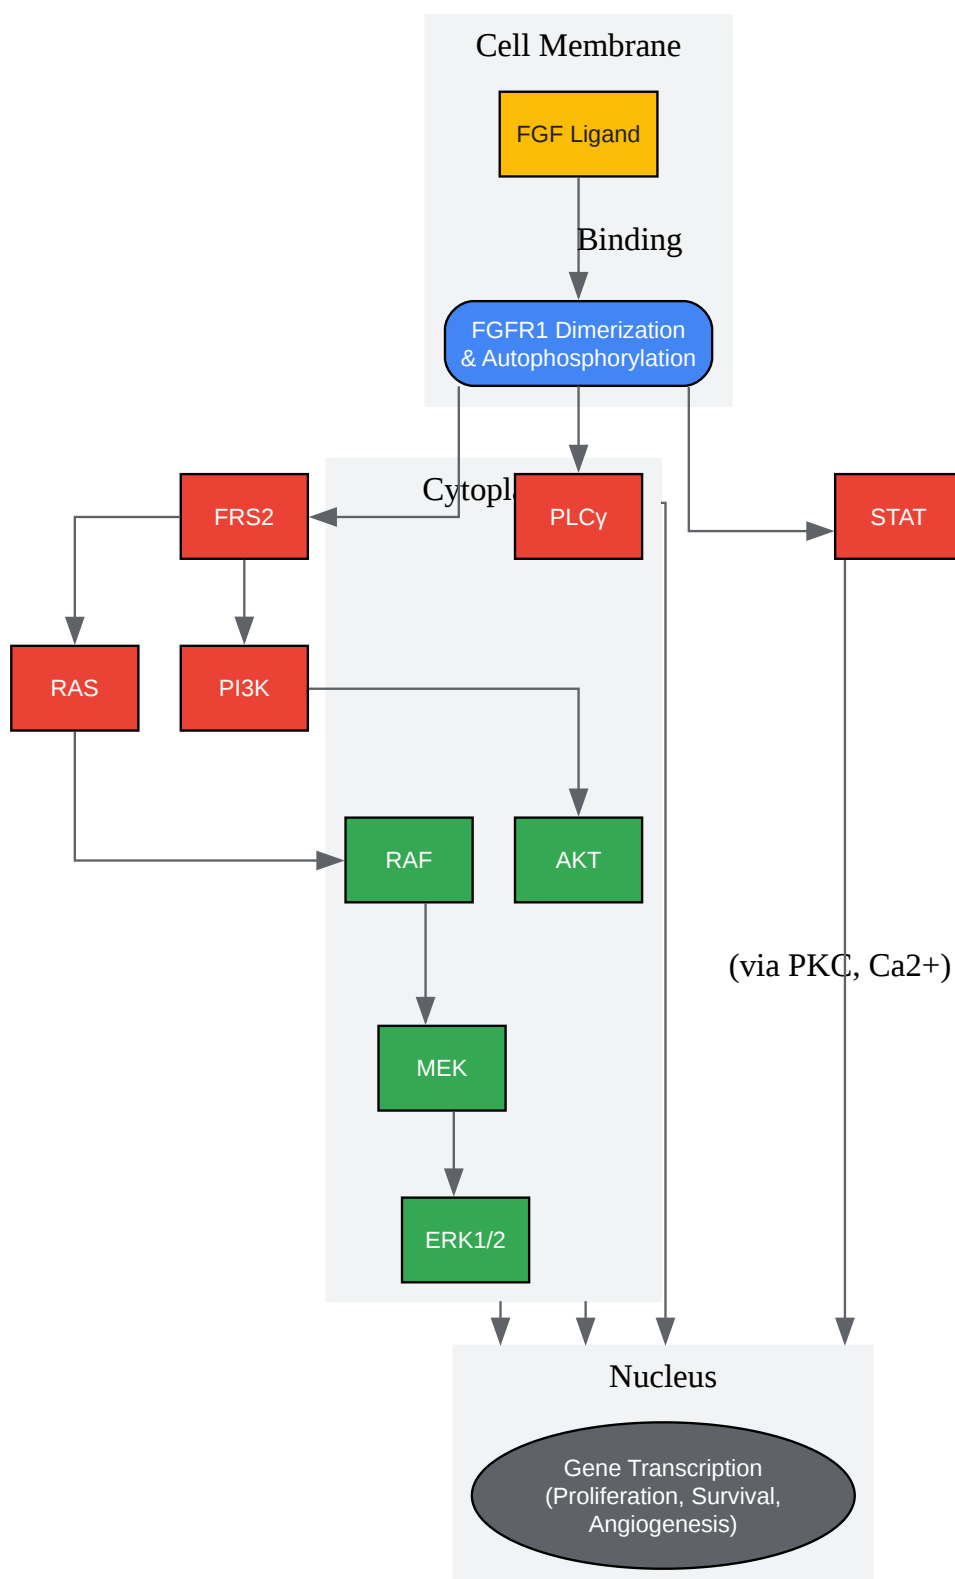 Cell Membrane
FGF Ligand
Binding
FGFR1 Dimerization
& Autophosphorylation
FRS2
PLCγ
STAT
RAS
PI3K
RAF
AKT
(via PKC, Ca2+)
MEK
ERK1/2
Nucleus
Gene Transcription
(Proliferation, Survival,
Angiogenesis)